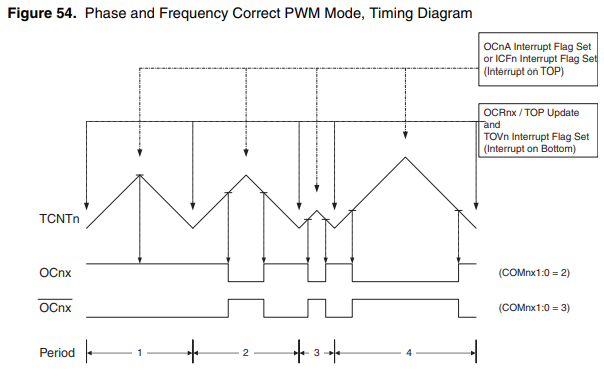 Figure 54. Phase and Frequency Correct PWM Mode, Timing Diagram
OCnA Interrupt Flag Set
or ICFn Interrupt Flag Set
(Interrupt on TOP)
OCRnx / TOP Update
and
TOVn Interrupt Flag Set
(Interrupt on Bottom)
TCNTn
OCnx
(COMnx1:0 = 2)
OCnx
(COMnx1:0 = 3)
Period 1 2 3 4